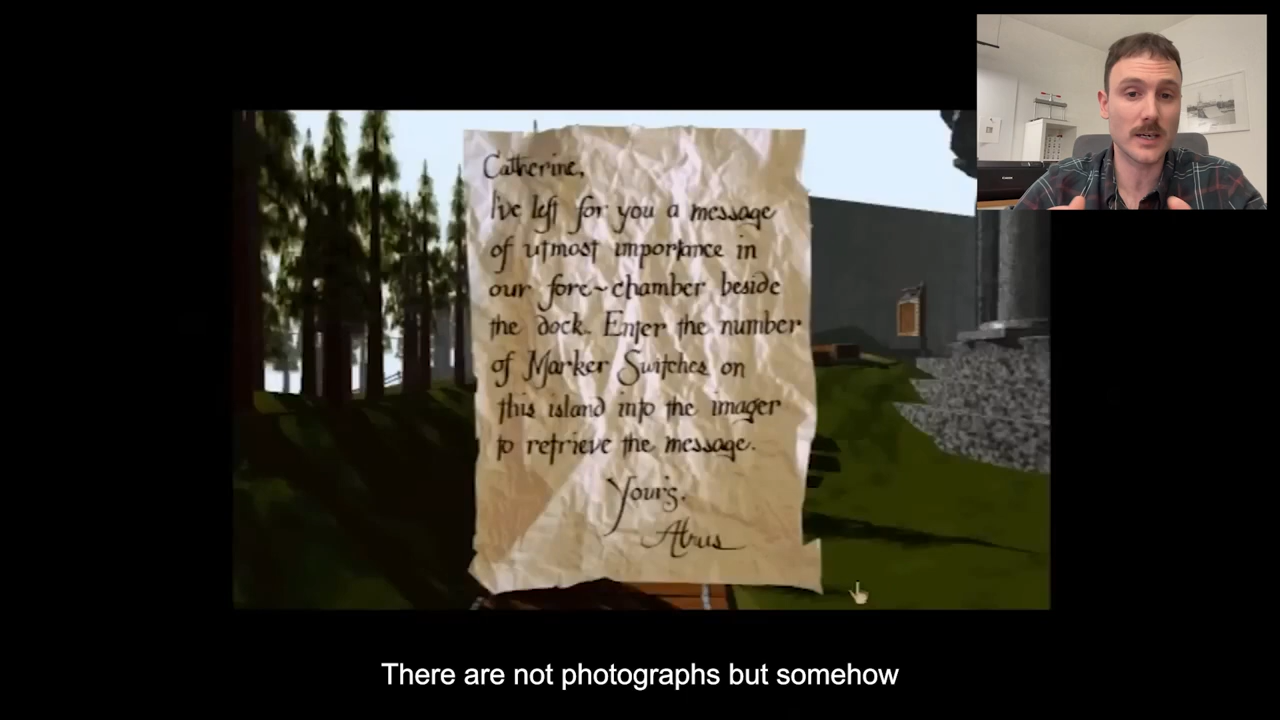 Catherine,
I've left for you a message
of utmost importance in
our fore~chamber beside
the dock. Enter the number
of Marker Switches on
this island into the imager
to retrieve the message.
Yours,
Atrus
There are not photographs but somehow